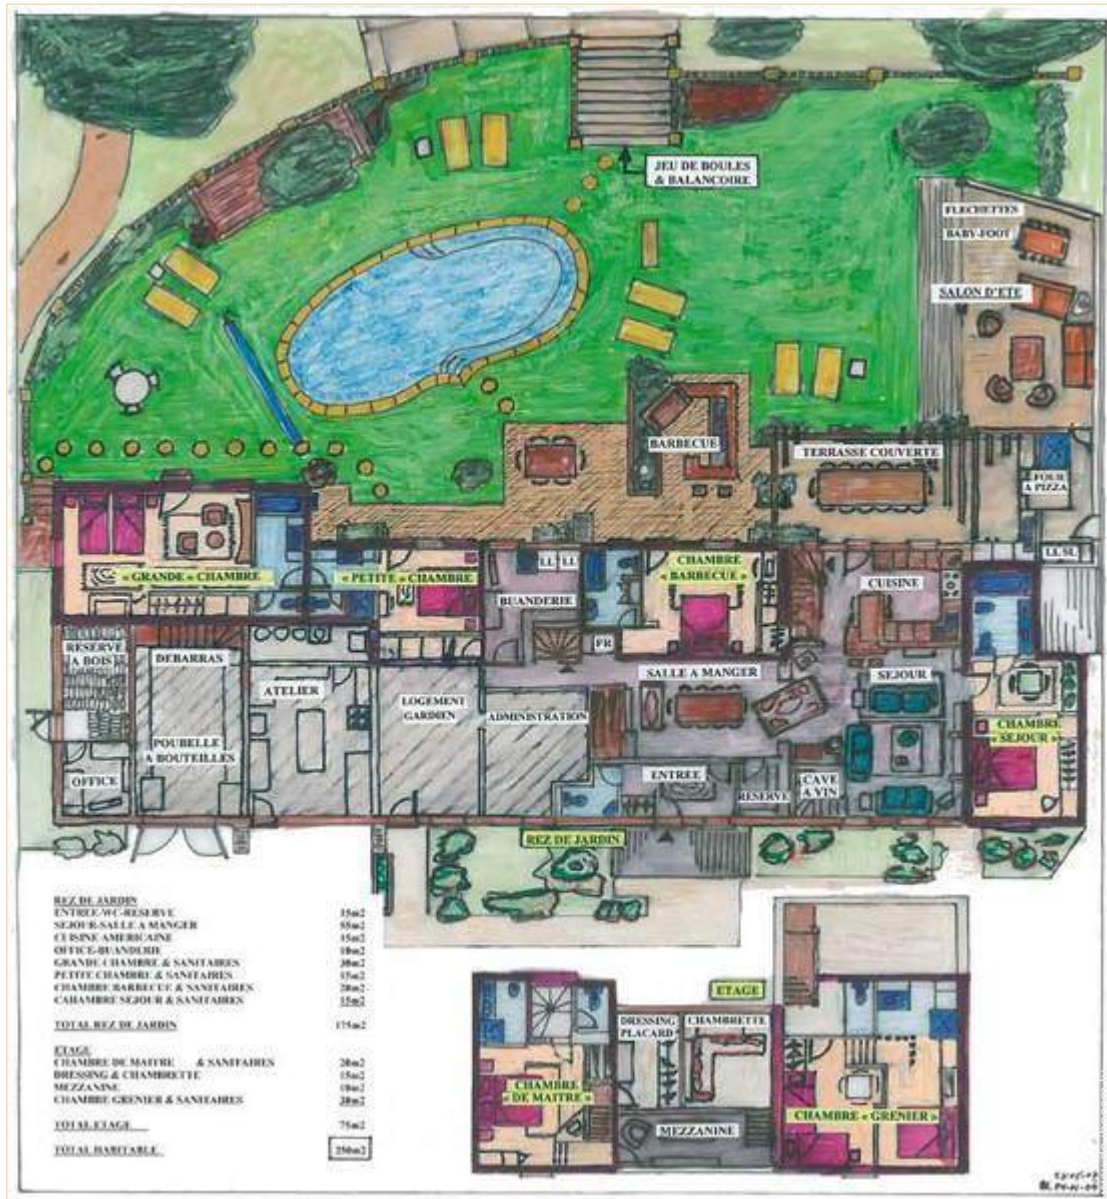 JEU DE BOULES
& BALANCOIRE
FLECHETTES
BABY-FOOT
SALON D'ETE
BARBECUE
TERRASSE COUVERTE
FOUR
A PIZZA
« GRANDE » CHAMBRE
« PETITE » CHAMBRE
LL
LL
BUANDERIE
CHAMBRE
« BARBECUE »
CUISINE
LL SL
RESERVE
A BOIS
DEBARRAS
ATELIER
LOGEMENT
GARDIEN
ADMINISTRATION
FR
SALLE A MANGER
SEJOUR
CHAMBRE
« SEJOUR »
POUBELLE
A BOUTEILLES
OFFICE
ENTREE
RESERVE
CAVE
A VIN
REZ DE JARDIN
REZ DE JARDIN
ENTREE-WC-RESERVE 15m2
SEJOUR-SALLE A MANGER 55m2
CUISINE AMERICAINE 15m2
OFFICE-BUANDERIE 10m2
GRANDE CHAMBRE & SANITAIRES 30m2
PETITE CHAMBRE & SANITAIRES 15m2
CHAMBRE BARBECUE & SANITAIRES 20m2
CAHAMBRE SEJOUR & SANITAIRES 15m2
TOTAL REZ DE JARDIN 175m2
ETAGE
CHAMBRE DE MAITRE & SANITAIRES 20m2
DRESSING & CHAMBRETTE 15m2
MEZZANINE 10m2
CHAMBRE GRENIER & SANITAIRES 30m2
TOTAL ETAGE 75m2
TOTAL HABITABLE 250m2
ETAGE
DRESSING
PLACARD
CHAMBRETTE
CHAMBRE
« DE MAITRE »
CHAMBRE « GRENIER »
MEZZANINE